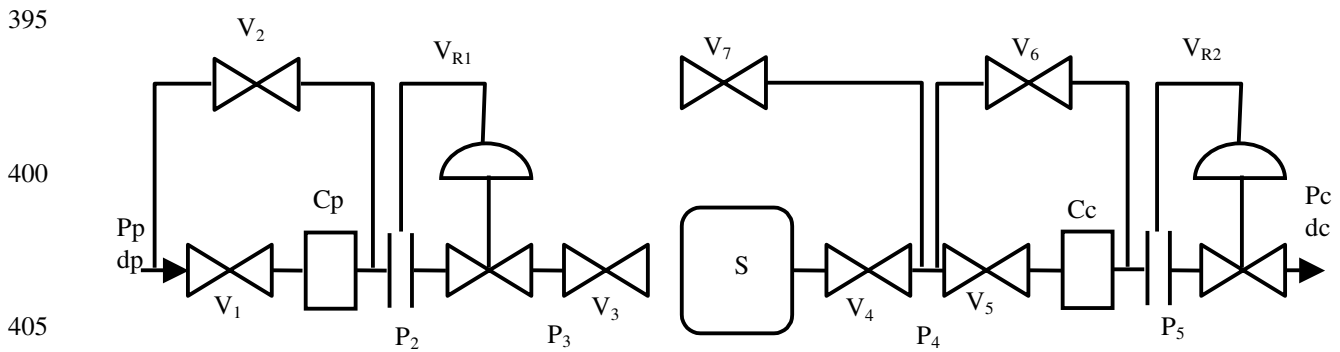 395
V2 VR1 V7 V6 VR2
400
Cp Cc Pc
Pp dc
dp S
V1 V3 V4 V5
405 P2 P3 P4 P5